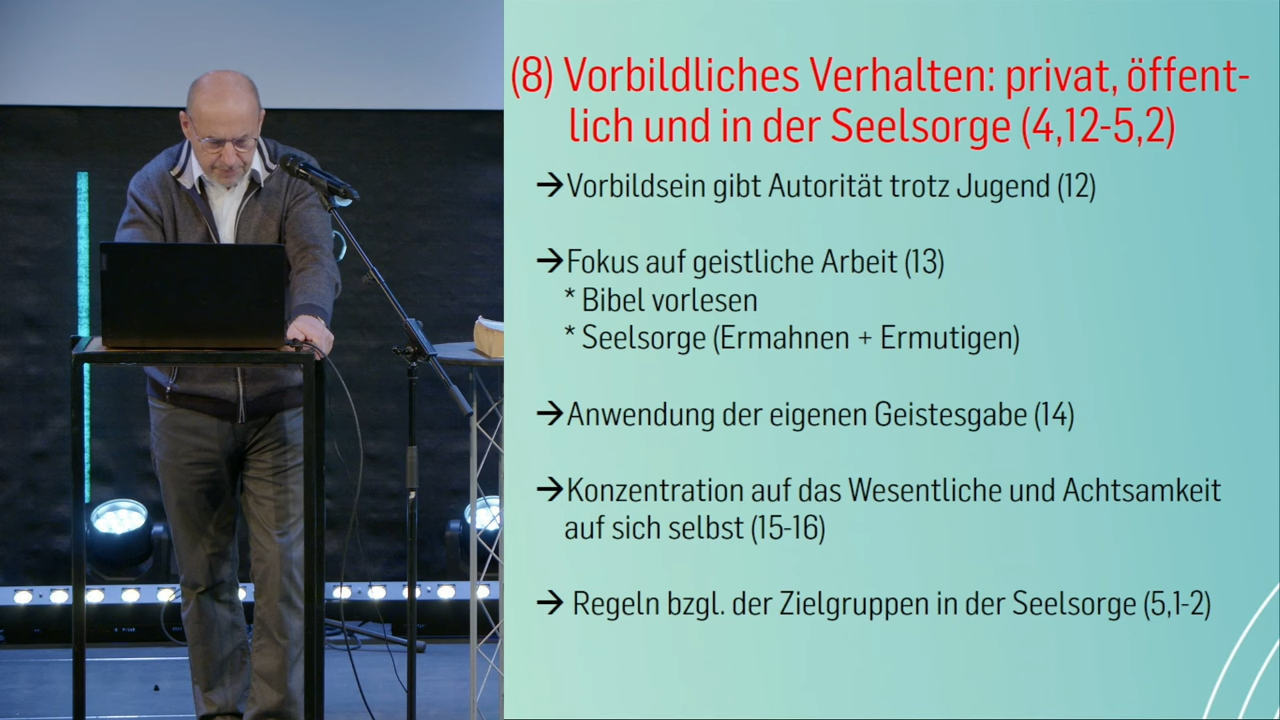 (8) Vorbildliches Verhalten: privat, öffent-
lich und in der Seelsorge (4,12-5,2)
→Vorbildsein gibt Autorität trotz Jugend (12)
→Fokus auf geistliche Arbeit (13)
* Bibel vorlesen
* Seelsorge (Ermahnen + Ermutigen)
→Anwendung der eigenen Geistesgabe (14)
→Konzentration auf das Wesentliche und Achtsamkeit
auf sich selbst (15-16)
→ Regeln bzgl. der Zielgruppen in der Seelsorge (5,1-2)